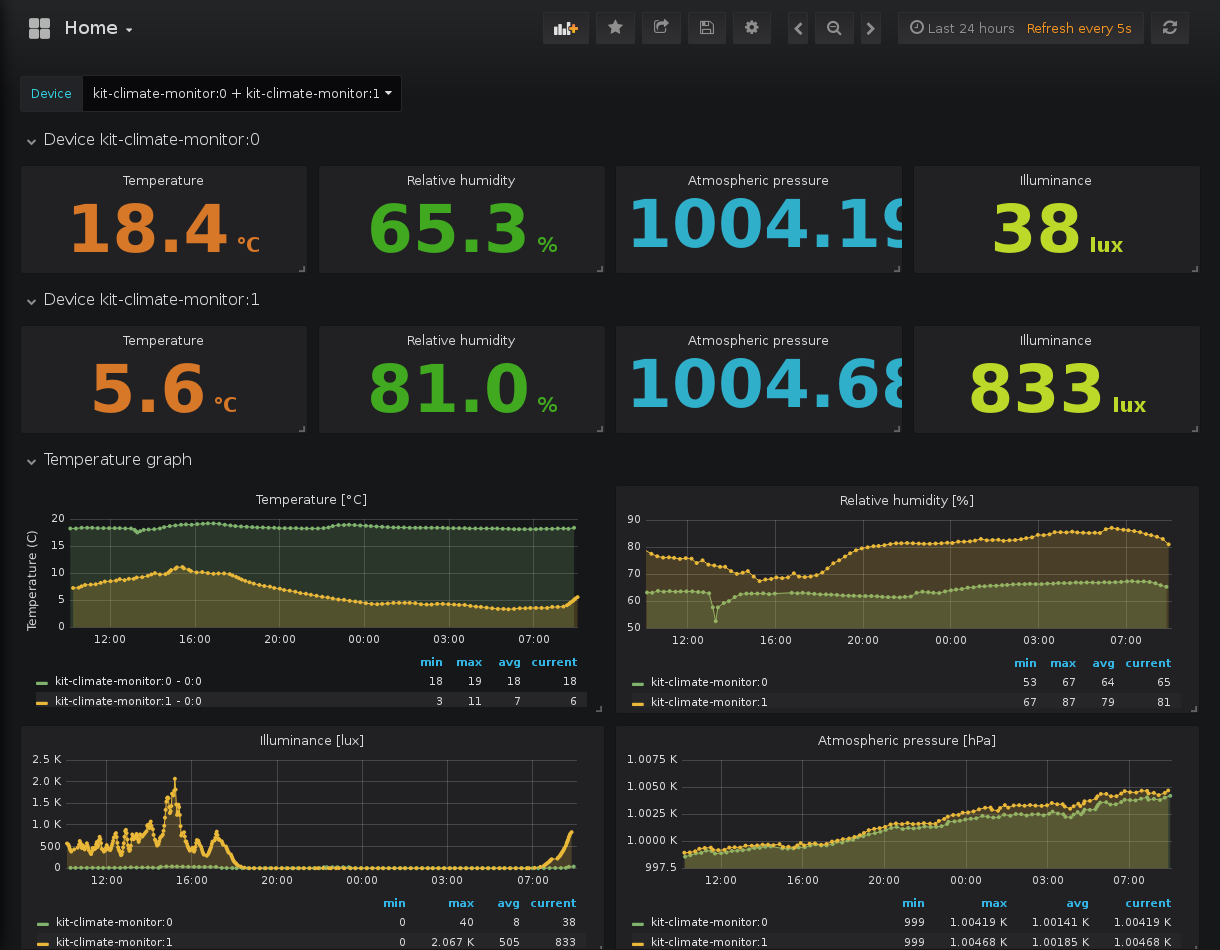 Home
Last 24 hours Refresh every 5s
Device kit-climate-monitor:0 + kit-climate-monitor:1
Device kit-climate-monitor:0
Temperature Relative humidity Atmospheric pressure Illuminance
18.4 °C 65.3 % 1004.19 38 lux
Device kit-climate-monitor:1
Temperature Relative humidity Atmospheric pressure Illuminance
5.6 °C 81.0 % 1004.68 833 lux
Temperature graph
Temperature [°C]
Temperature (C)
20
15
10
5
0
12:00 16:00 20:00 00:00 03:00 07:00
min max avg current
kit-climate-monitor:0 - 0:0 18 19 18 18
kit-climate-monitor:1 - 0:0 3 11 7 6
Relative humidity [%]
90
80
70
60
50
12:00 16:00 20:00 00:00 03:00 07:00
min max avg current
kit-climate-monitor:0 53 67 64 65
kit-climate-monitor:1 67 87 79 81
Illuminance [lux]
2.5 K
2.0 K
1.5 K
1.0 K
500
0
12:00 16:00 20:00 00:00 03:00 07:00
min max avg current
kit-climate-monitor:0 0 40 8 38
kit-climate-monitor:1 0 2.067 K 505 833
Atmospheric pressure [hPa]
1.0075 K
1.0050 K
1.0025 K
1.0000 K
997.5
12:00 16:00 20:00 00:00 03:00 07:00
min max avg current
kit-climate-monitor:0 999 1.00419 K 1.00141 K 1.00419 K
kit-climate-monitor:1 999 1.00468 K 1.00185 K 1.00468 K